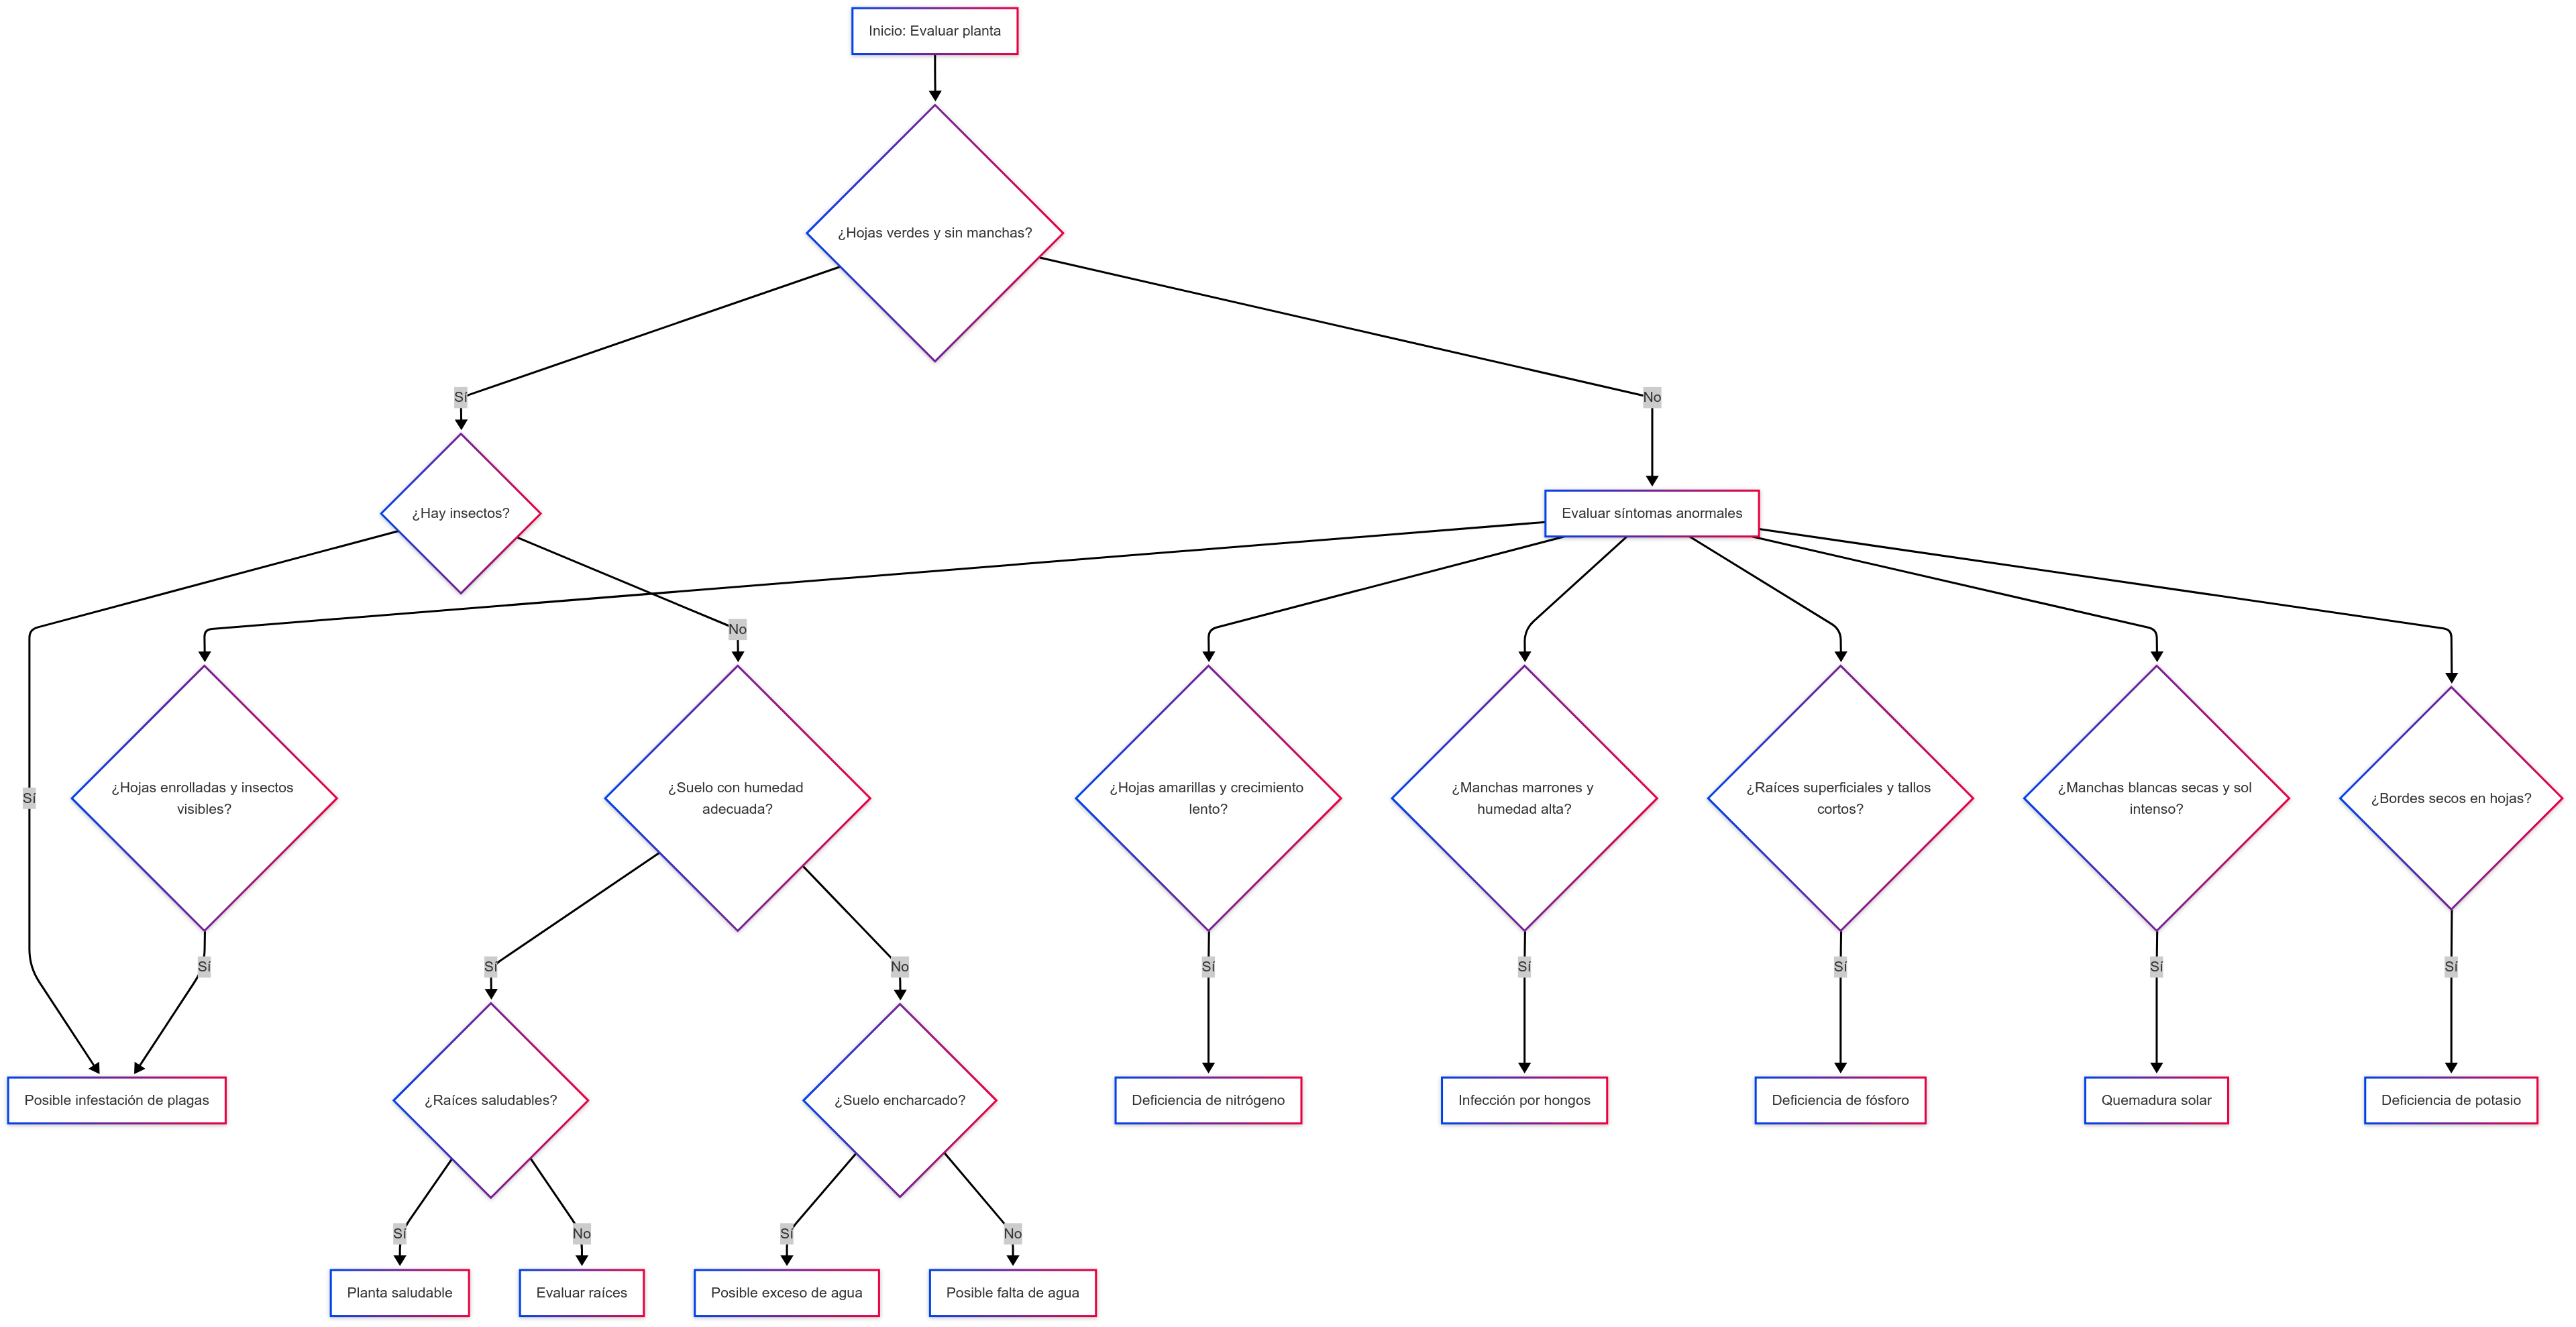 Inicio: Evaluar planta
¿Hojas verdes y sin manchas?
Sí
No
¿Hay insectos?
Evaluar síntomas anormales
No
Sí
¿Hojas enrolladas y insectos
visibles?
¿Suelo con humedad
adecuada?
¿Hojas amarillas y crecimiento
lento?
¿Manchas marrones y
humedad alta?
¿Raíces superficiales y tallos
cortos?
¿Manchas blancas secas y sol
intenso?
¿Bordes secos en hojas?
Sí
Sí
No
Sí
Sí
Sí
Sí
Sí
Posible infestación de plagas
¿Raíces saludables?
¿Suelo encharcado?
Deficiencia de nitrógeno
Infección por hongos
Deficiencia de fósforo
Quemadura solar
Deficiencia de potasio
Sí
No
Sí
No
Planta saludable
Evaluar raíces
Posible exceso de agua
Posible falta de agua